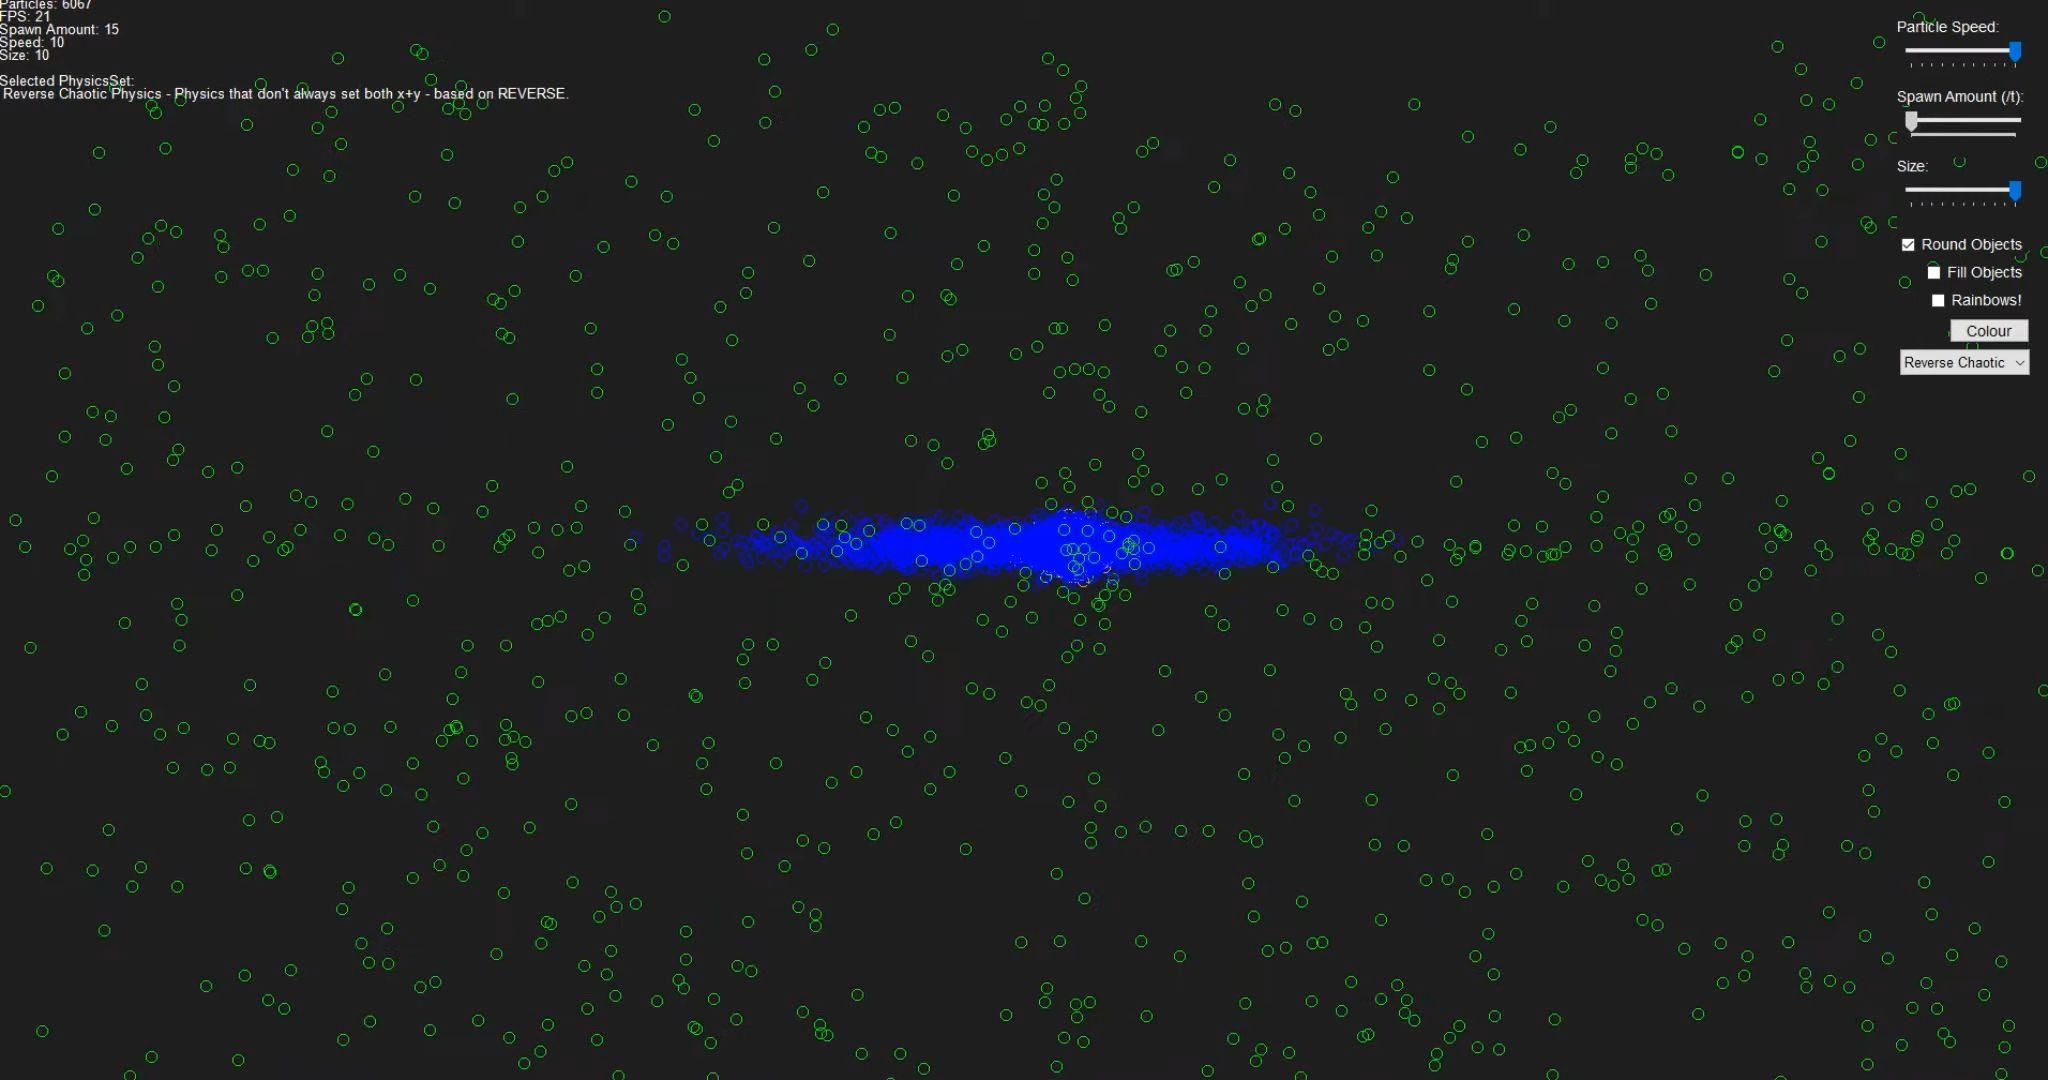 Particles: 6067
FPS: 21
Spawn Amount: 15
Speed: 10
Size: 10
Selected PhysicsSet:
Reverse Chaotic Physics - Physics that don't always set both x+y - based on REVERSE.
Particle Speed:
Spawn Amount (/t):
Size:
Round Objects
Fill Objects
Rainbows!
Colour
Reverse Chaotic